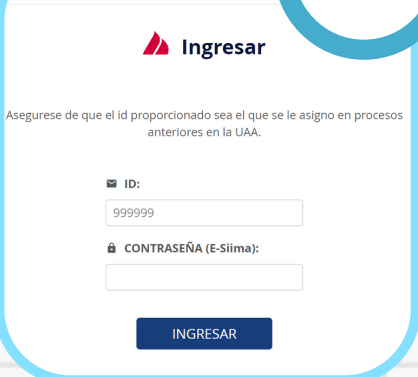 Ingresar
Asegurese de que el id proporcionado sea el que se le asigno en procesos
anteriores en la UAA.
ID:
999999
CONTRASEÑA (E-Siima):
INGRESAR